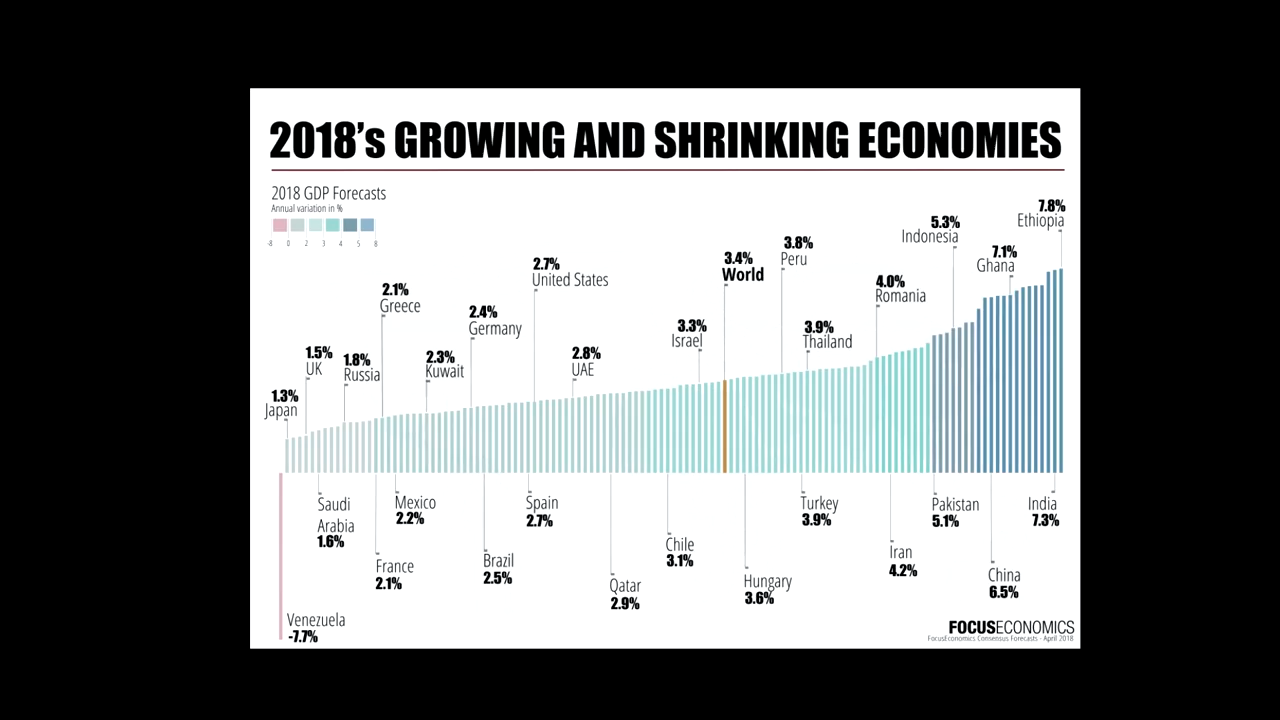 2018's GROWING AND SHRINKING ECONOMIES
2018 GDP Forecasts
Annual variation in %
-8 0 2 3 4 5 8
1.3%
Japan
1.5%
UK
1.8%
Russia
2.1%
Greece
2.3%
Kuwait
2.4%
Germany
2.7%
United States
2.8%
UAE
3.3%
Israel
3.4%
World
3.8%
Peru
3.9%
Thailand
4.0%
Romania
5.3%
Indonesia
7.1%
Ghana
7.8%
Ethiopia
Venezuela
-7.7%
Saudi
Arabia
1.6%
France
2.1%
Mexico
2.2%
Brazil
2.5%
Spain
2.7%
Qatar
2.9%
Chile
3.1%
Hungary
3.6%
Turkey
3.9%
Iran
4.2%
Pakistan
5.1%
China
6.5%
India
7.3%
FOCUSECONOMICS
FocusEconomics Consensus Forecasts - April 2018